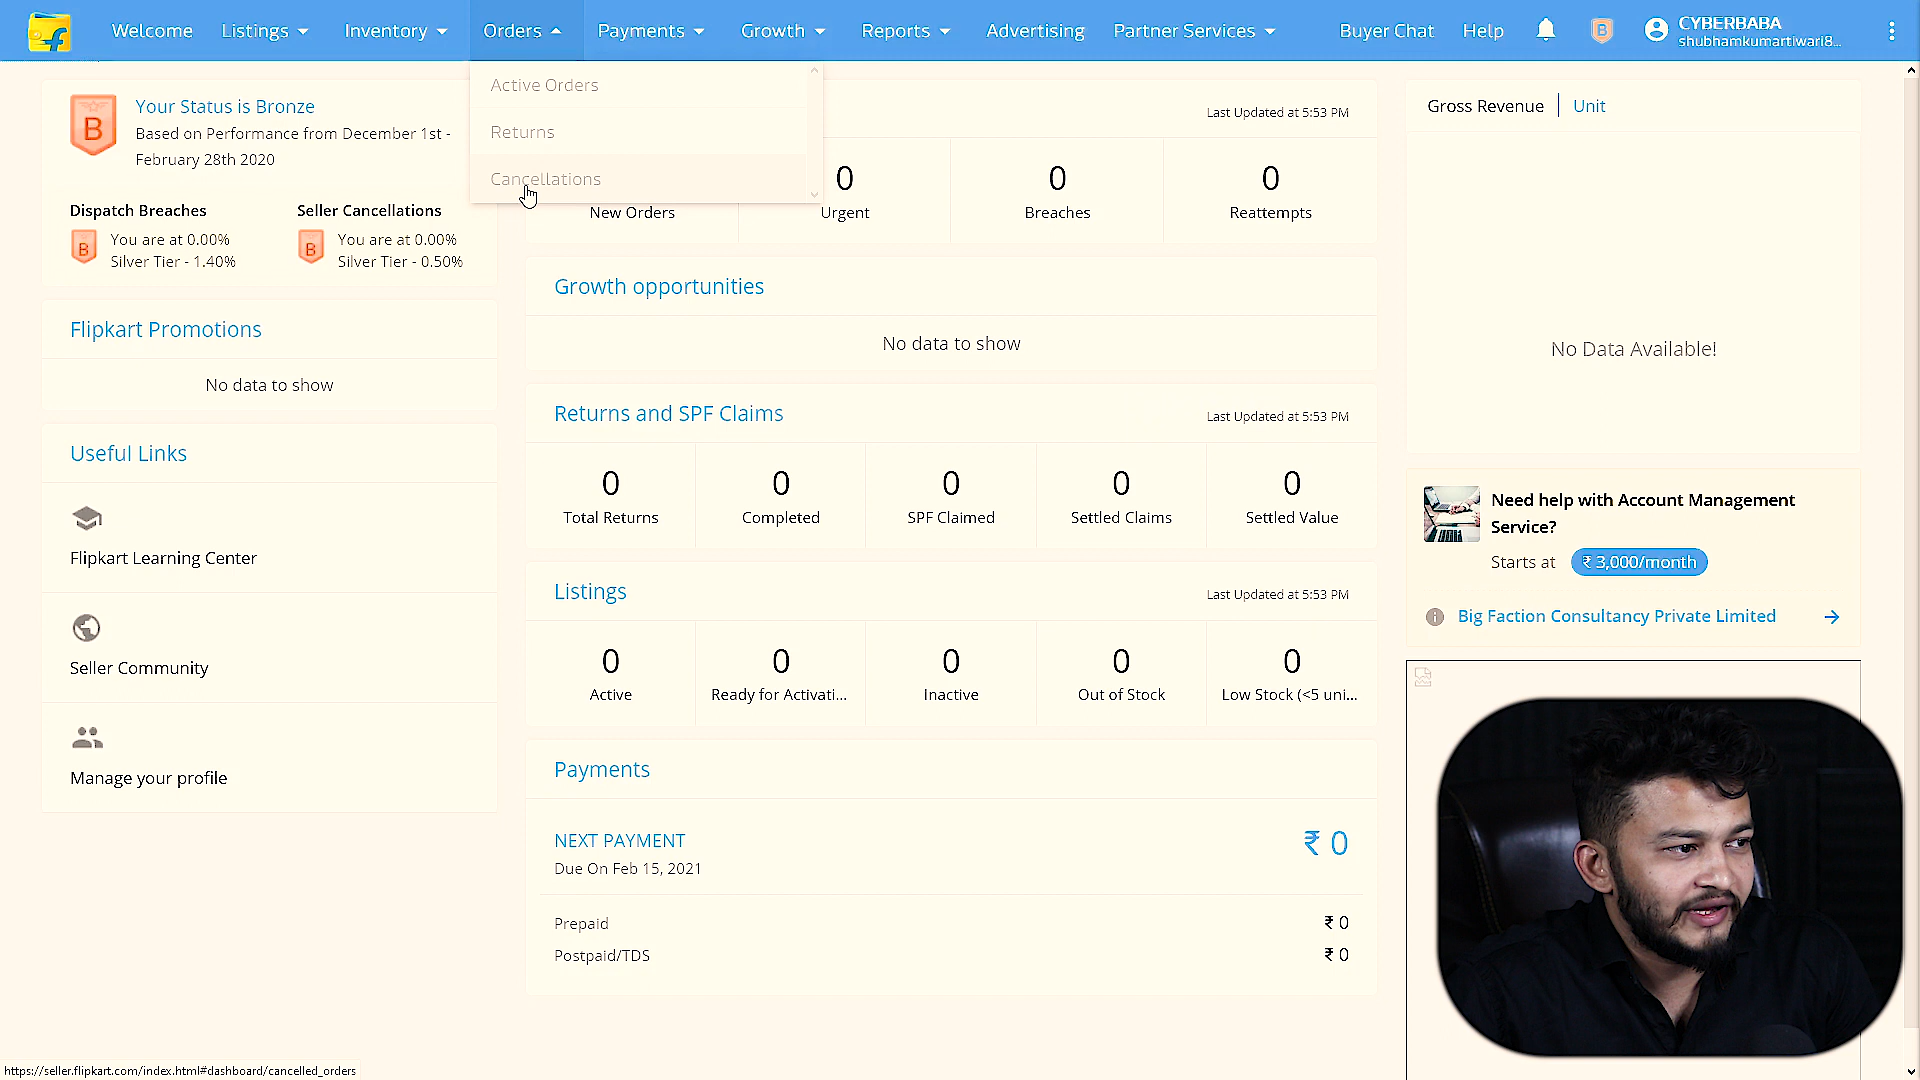 Welcome
Listings
Inventory
Orders
Payments
Growth
Reports
Advertising
Partner Services
Buyer Chat
Help
B
CYBERBABA
shubhamkumartiwari8...
Active Orders
Returns
Cancellations
B
Your Status is Bronze
Based on Performance from December 1st -
February 28th 2020
Dispatch Breaches
B
You are at 0.00%
Silver Tier - 1.40%
Seller Cancellations
B
You are at 0.00%
Silver Tier - 0.50%
Flipkart Promotions
No data to show
Useful Links
Flipkart Learning Center
Seller Community
Manage your profile
Last Updated at 5:53 PM
New Orders
0
Urgent
0
Breaches
0
Reattempts
Growth opportunities
No data to show
Returns and SPF Claims
Last Updated at 5:53 PM
0
Total Returns
0
Completed
0
SPF Claimed
0
Settled Claims
0
Settled Value
Listings
Last Updated at 5:53 PM
0
Active
0
Ready for Activati...
0
Inactive
0
Out of Stock
0
Low Stock (<5 uni...
Payments
NEXT PAYMENT
₹ 0
Due On Feb 15, 2021
Prepaid
₹ 0
Postpaid/TDS
₹ 0
Gross Revenue
Unit
No Data Available!
Need help with Account Management
Service?
Starts at
₹ 3,000/month
Big Faction Consultancy Private Limited
https://seller.flipkart.com/index.html#dashboard/cancelled_orders